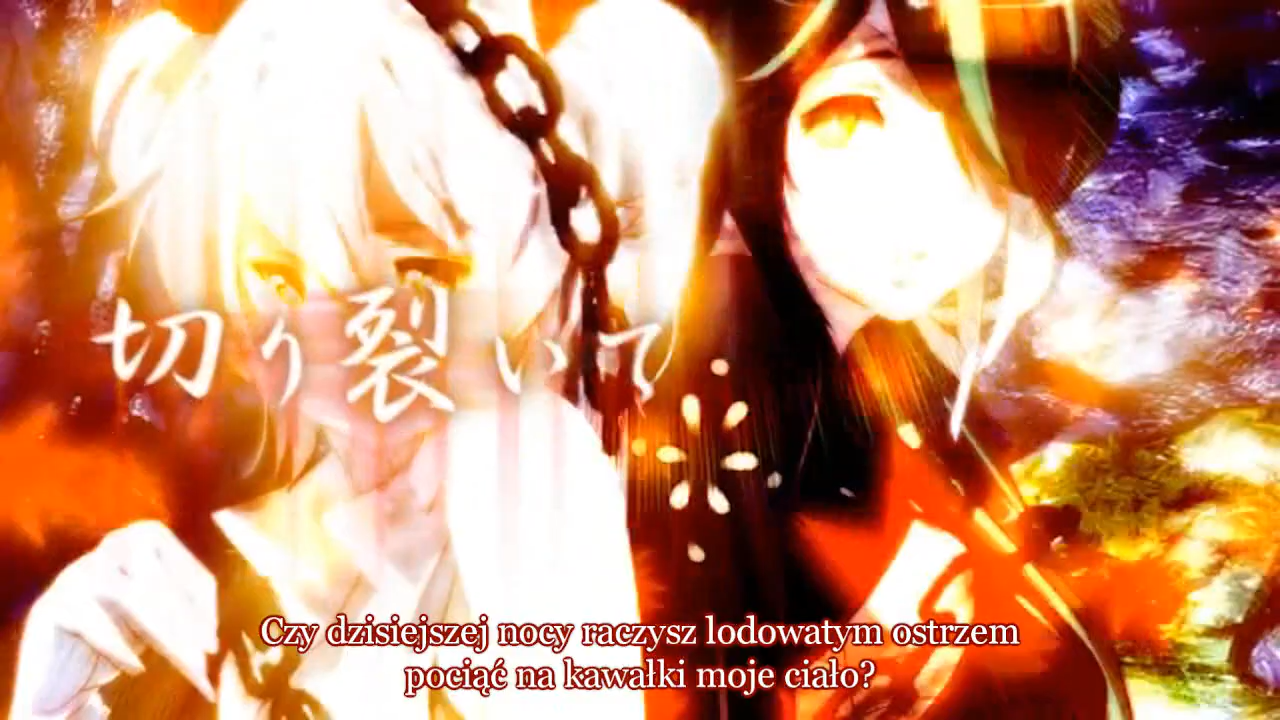 切り裂いて
Czy dzisiejszej nocy raczysz lodowatym ostrzem
pociąć na kawałki moje ciało?